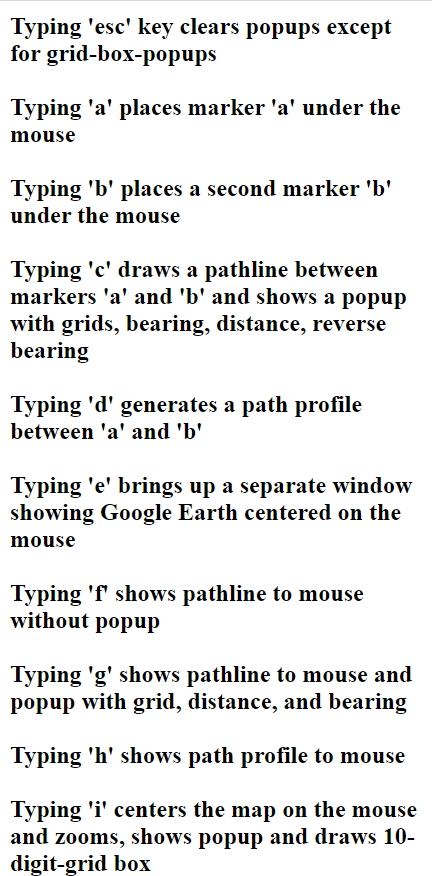 Typing 'esc' key clears popups except
for grid-box-popups
Typing 'a' places marker 'a' under the
mouse
Typing 'b' places a second marker 'b'
under the mouse
Typing 'c' draws a pathline between
markers 'a' and 'b' and shows a popup
with grids, bearing, distance, reverse
bearing
Typing 'd' generates a path profile
between 'a' and 'b'
Typing 'e' brings up a separate window
showing Google Earth centered on the
mouse
Typing 'f' shows pathline to mouse
without popup
Typing 'g' shows pathline to mouse and
popup with grid, distance, and bearing
Typing 'h' shows path profile to mouse
Typing 'i' centers the map on the mouse
and zooms, shows popup and draws 10-
digit-grid box